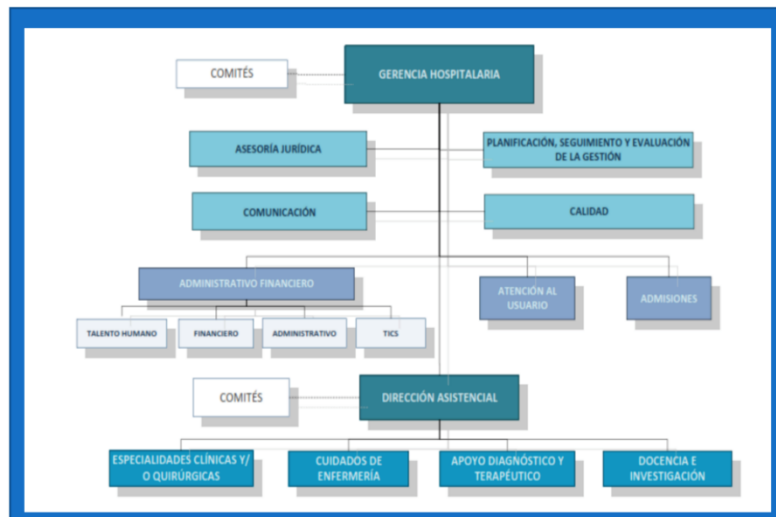 COMITÉS
GERENCIA HOSPITALARIA
ASESORÍA JURÍDICA
PLANIFICACIÓN, SEGUIMIENTO Y EVALUACIÓN
DE LA GESTIÓN
COMUNICACIÓN
CALIDAD
ADMINISTRATIVO FINANCIERO
ATENCIÓN AL
USUARIO
ADMISIONES
TALENTO HUMANO
FINANCIERO
ADMINISTRATIVO
TICS
COMITÉS
DIRECCIÓN ASISTENCIAL
ESPECIALIDADES CLÍNICAS Y/
O QUIRÚRGICAS
CUIDADOS DE
ENFERMERÍA
APOYO DIAGNÓSTICO Y
TERAPÉUTICO
DOCENCIA E
INVESTIGACIÓN